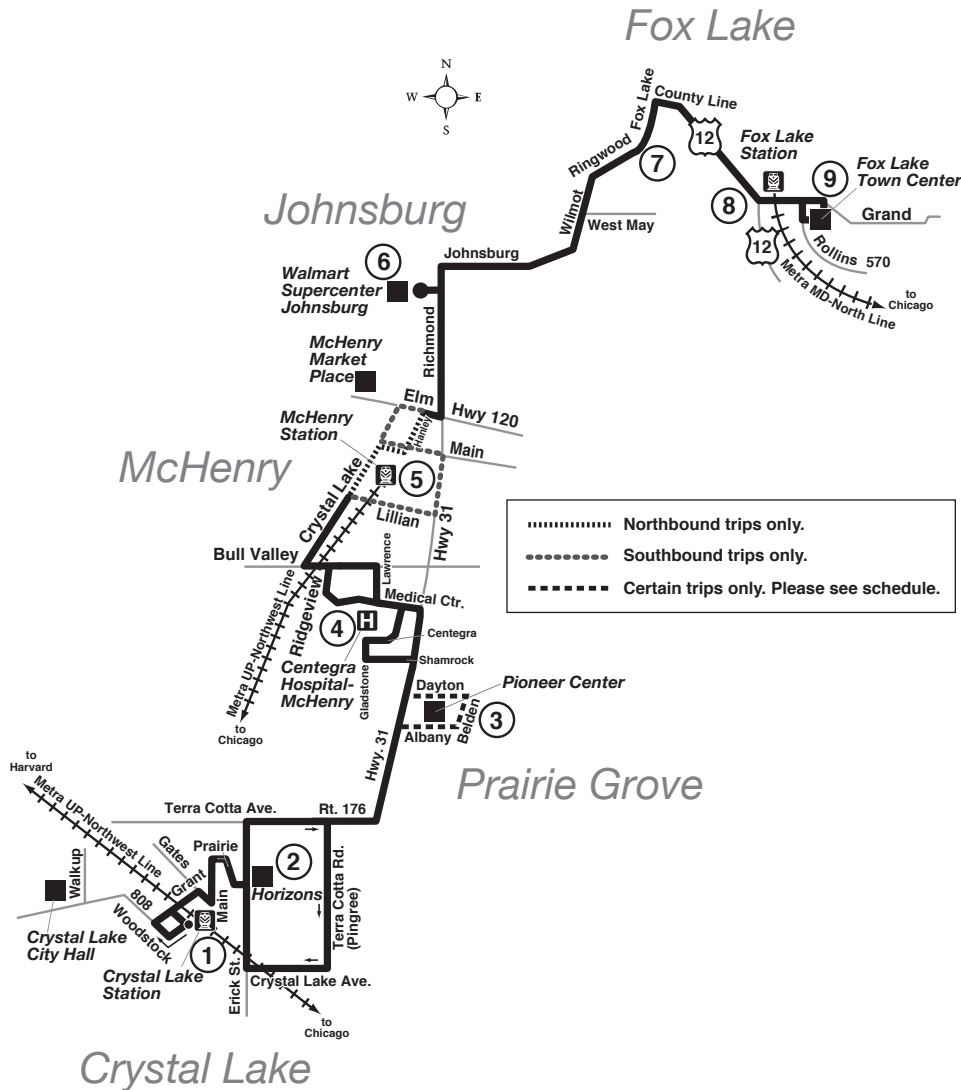 Fox Lake
N
W
E
S
Fox Lake
County Line
12
Fox Lake
Station
9
Fox Lake
Town Center
Ringwood
7
8
Grand
Wilmot
West May
12
Rollins 570
Metra MD-North Line
to
Chicago
Johnsburg
Johnsburg
6
Walmart
Supercenter
Johnsburg
Richmond
McHenry
Market
Place
Elm
Hwy 120
McHenry
Station
Hanley
Main
McHenry
5
Crystal Lake
Lillian
Hwy 31
Northbound trips only.
Southbound trips only.
Certain trips only. Please see schedule.
Bull Valley
Lawrence
Medical Ctr.
Metra UP-Northwest Line
Ridgeview
4
H
Centegra
Centegra
Hospital-
McHenry
Shamrock
Gladstone
Dayton
Pioneer Center
3
Belden
Albany
to
Chicago
Hwy. 31
Prairie Grove
to
Harvard
Metra UP-Northwest Line
Terra Cotta Ave.
Rt. 176
Gates
Prairie
2
Walkup
Grant
Horizons
Main
Terra Cotta Rd.
(Pingree)
808
Woodstock
Crystal Lake
City Hall
1
Crystal Lake
Station
Erick St.
Crystal Lake Ave.
to
Chicago
Crystal Lake